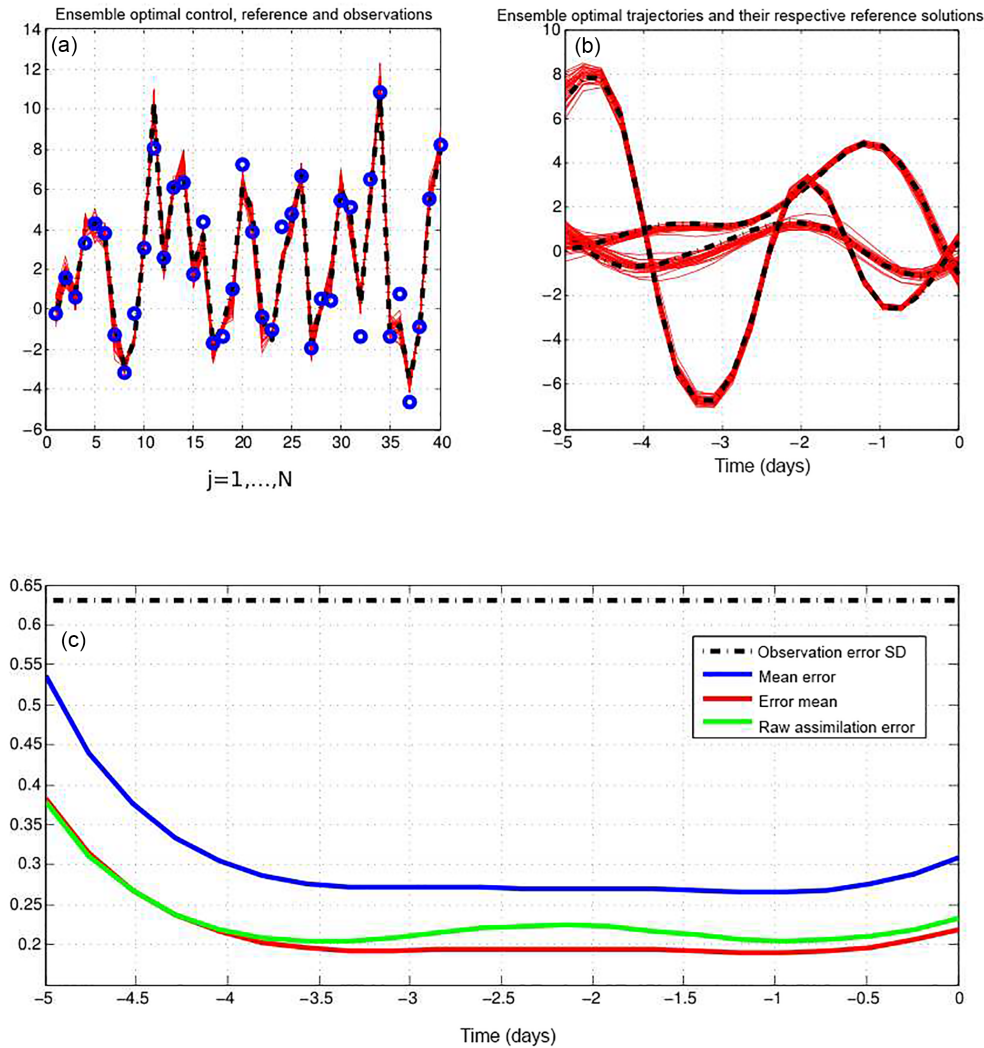 Ensemble optimal control, reference and observations
(a)
14
12
10
8
6
4
2
0
−2
−4
−6
0 5 10 15 20 25 30 35 40
j=1,...,N
Ensemble optimal trajectories and their respective reference solutions
(b)
10
8
6
4
2
0
−2
−4
−6
−8
−5 −4 −3 −2 −1 0
Time (days)
(c)
0.65
0.6
0.55
0.5
0.45
0.4
0.35
0.3
0.25
0.2
Observation error SD
Mean error
Error mean
Raw assimilation error
−5 −4.5 −4 −3.5 −3 −2.5 −2 −1.5 −1 −0.5 0
Time (days)